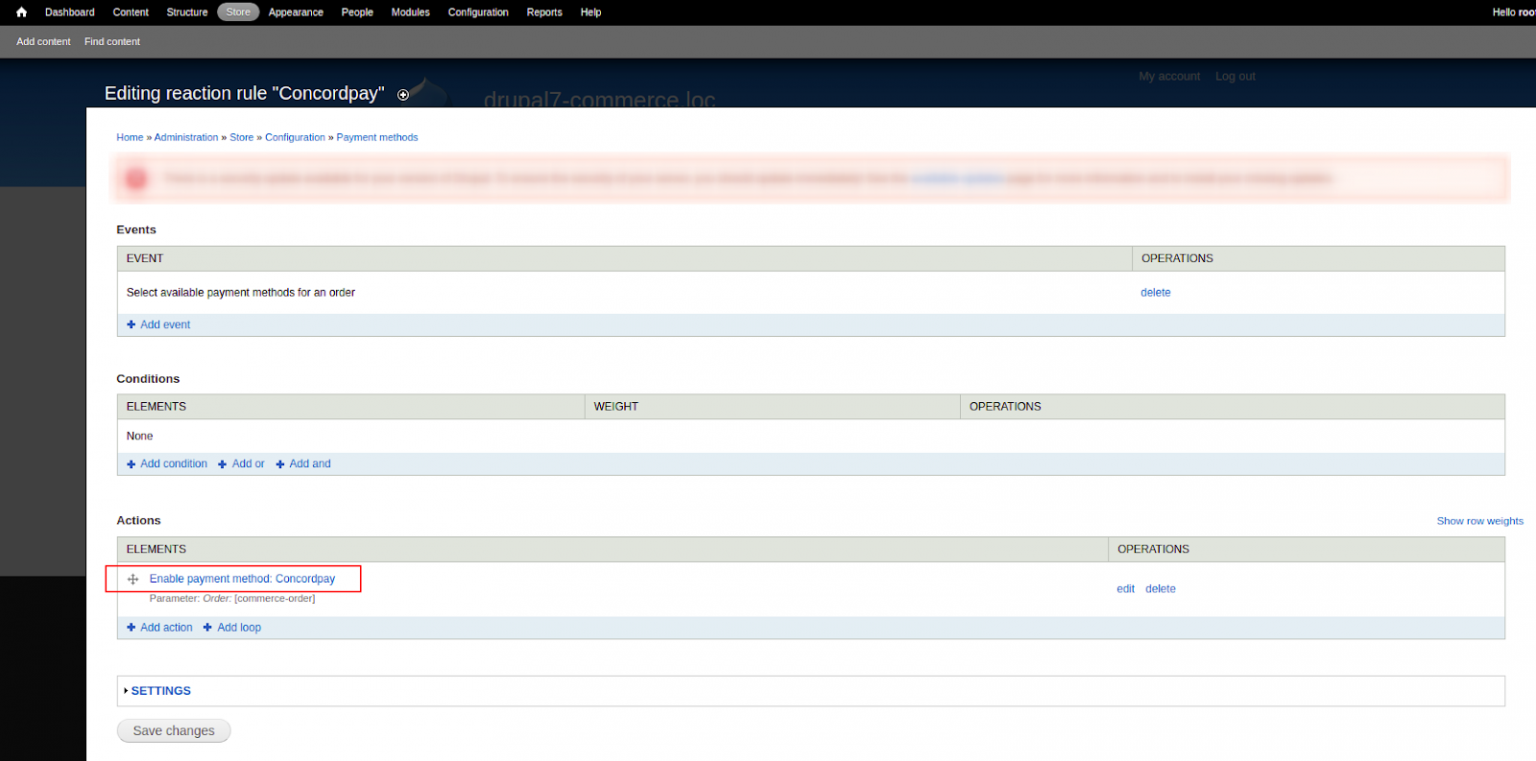 Dashboard Content Structure Store Appearance People Modules Configuration Reports Help Hello roo
Add content Find content
My account Log out
Editing reaction rule "Concordpay"
drupal7-commerce.loc
Home » Administration » Store » Configuration » Payment methods
Events
EVENT OPERATIONS
Select available payment methods for an order delete
Add event
Conditions
ELEMENTS WEIGHT OPERATIONS
None
Add condition Add or Add and
Actions Show row weights
ELEMENTS OPERATIONS
Enable payment method: Concordpay
edit delete
Parameter: Order: [commerce-order]
Add action Add loop
SETTINGS
Save changes